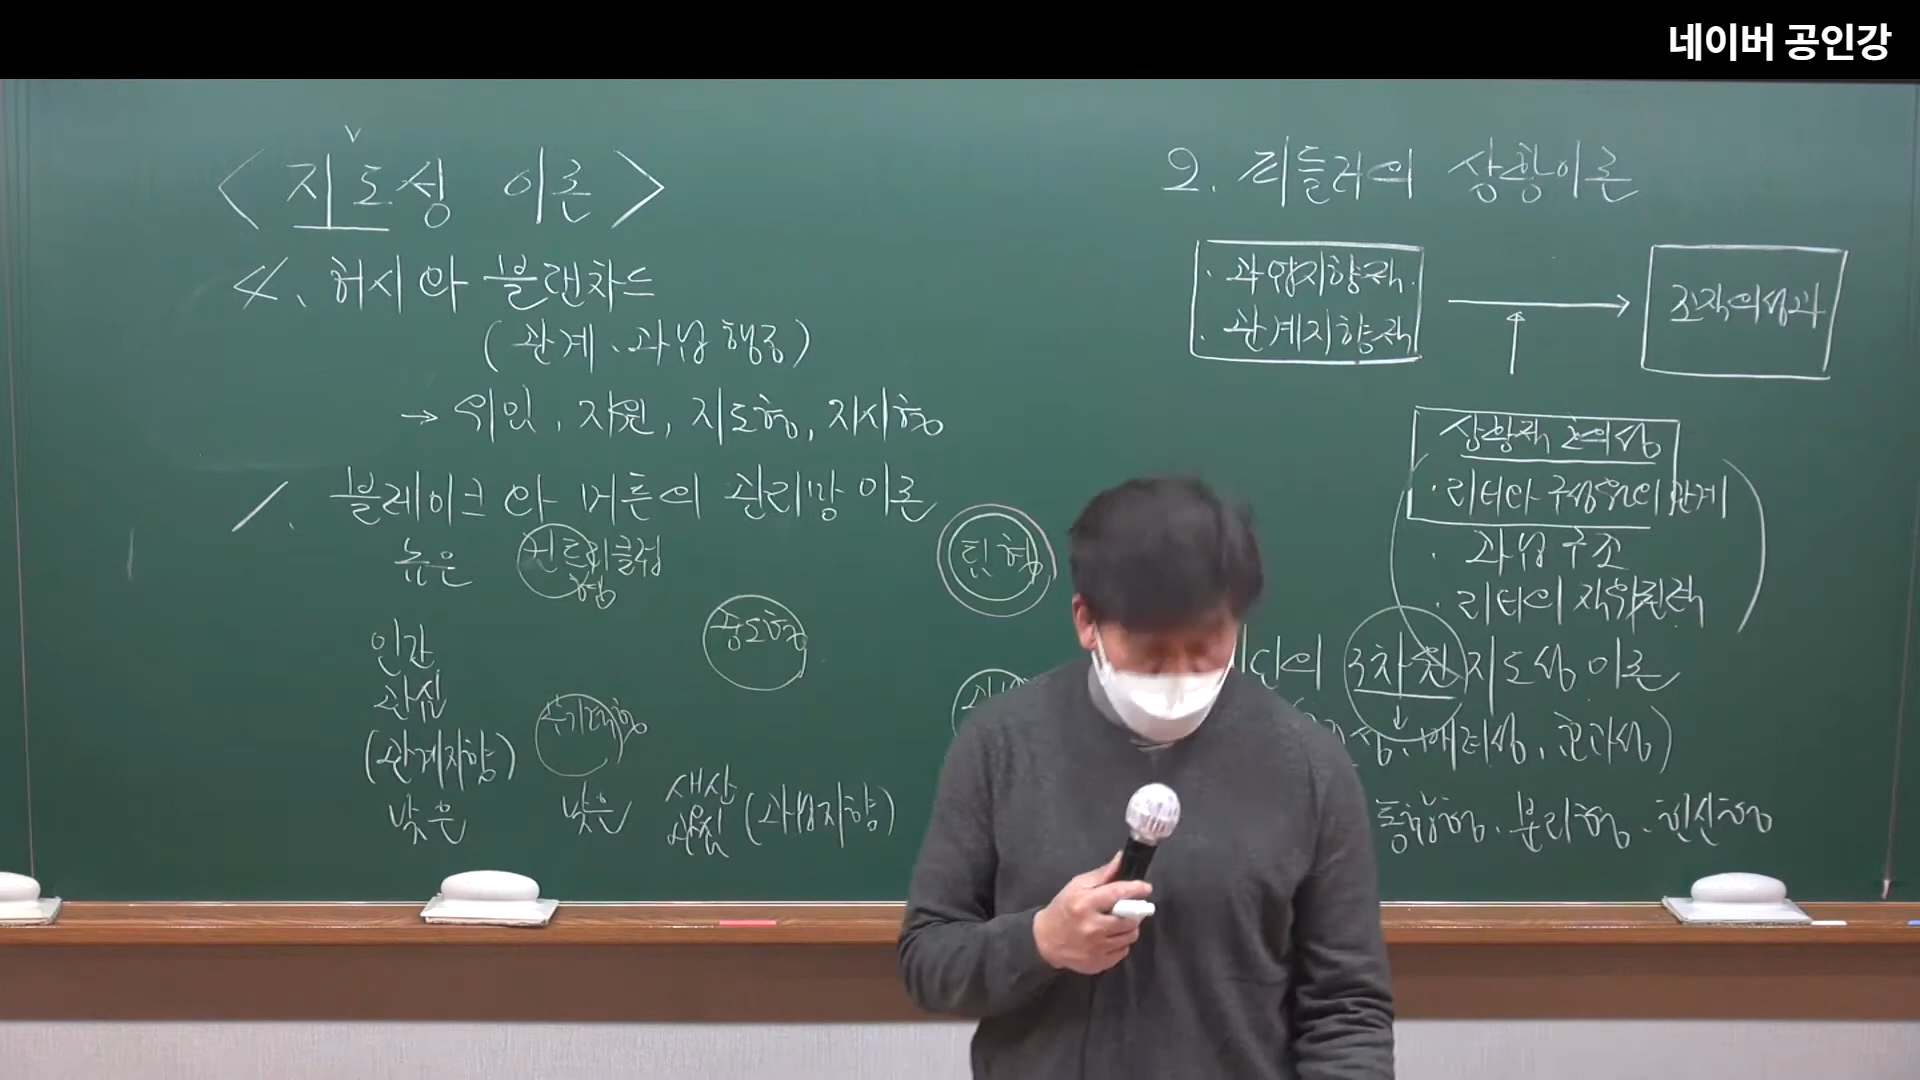 네이버 공인강
< 지도성 이론 >
4. 허시와 블랜차드
(관계、과업행동)
→ 위임, 지원, 지도형, 지시형
1. 블레이크와 머튼의 관리망이론
높은 컨트리클럽형 팀형
중도형
인간
관심
(관계지향)
낮은 낮은 생산
관심 (과업지향)
2. 피들러의 상황이론
· 과업지향적
· 관계지향적
조직의성과
상황적 호의성
· 리더와 구성원의 관계
· 과업구조
· 리더의 지위권력
3차원 지도성 이론
통합형. 분리형. 헌신형